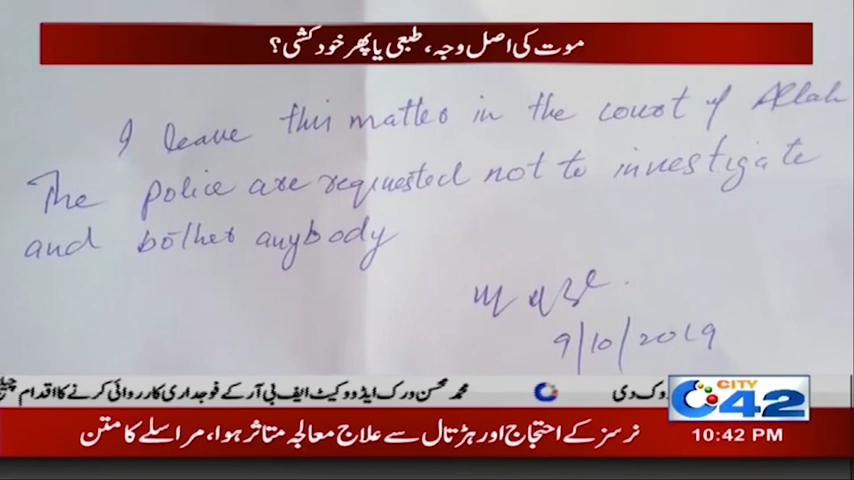 موت کی اصل وجہ، طبعی یا پھر خودکشی؟
I leave this matter in the court of Allah
The police are requested not to investigate
and bother anybody
9/10/2019
محمد محسن ورک ایڈووکیٹ ایف بی آر کے فوجداری کارروائی کرنے کا اقدام چیلنج
روک دی
CITY
42
نرسز کے احتجاج اور ہڑتال سے علاج معالجہ متاثر ہوا، مراسلے کا متن
10:42 PM